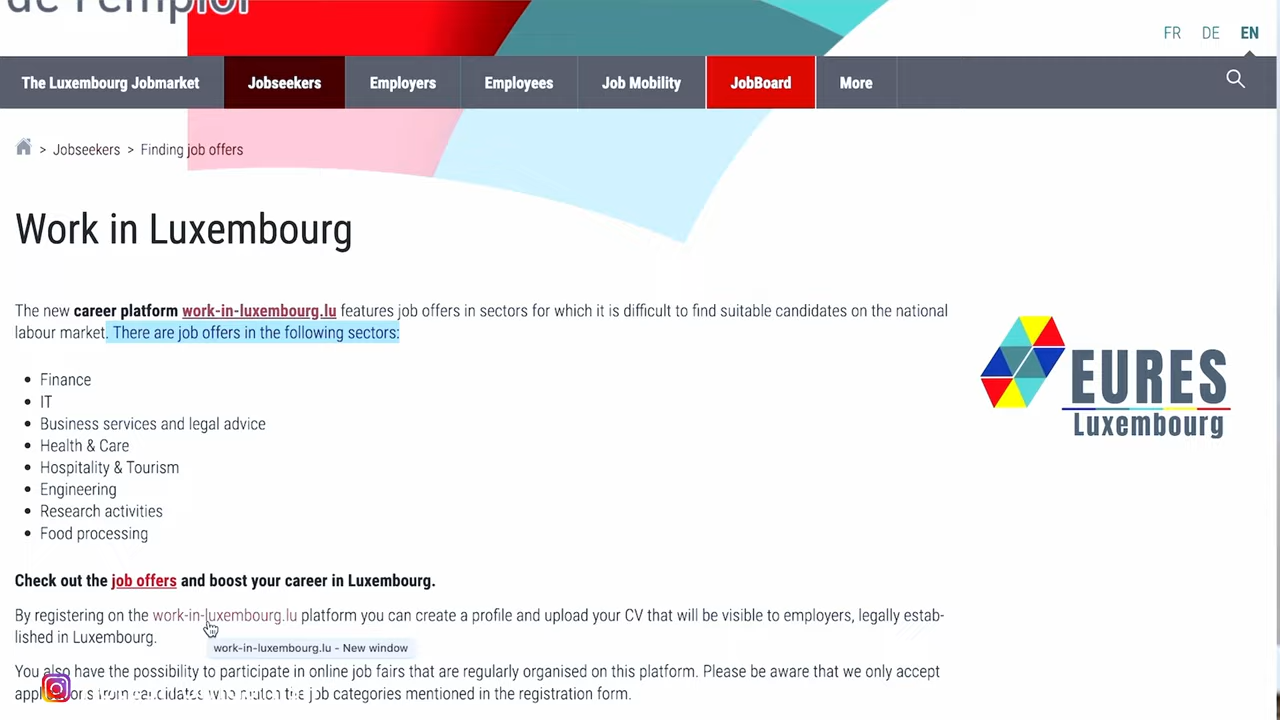 de l'emploi
FR DE EN
The Luxembourg Jobmarket Jobseekers Employers Employees Job Mobility JobBoard More
> Jobseekers > Finding job offers
Work in Luxembourg
The new career platform work-in-luxembourg.lu features job offers in sectors for which it is difficult to find suitable candidates on the national
labour market. There are job offers in the following sectors:
• Finance
• IT
• Business services and legal advice
• Health & Care
• Hospitality & Tourism
• Engineering
• Research activities
• Food processing
EURES
Luxembourg
Check out the job offers and boost your career in Luxembourg.
By registering on the work-in-luxembourg.lu platform you can create a profile and upload your CV that will be visible to employers, legally estab-
lished in Luxembourg.
work-in-luxembourg.lu - New window
You also have the possibility to participate in online job fairs that are regularly organised on this platform. Please be aware that we only accept
the job categories mentioned in the registration form.